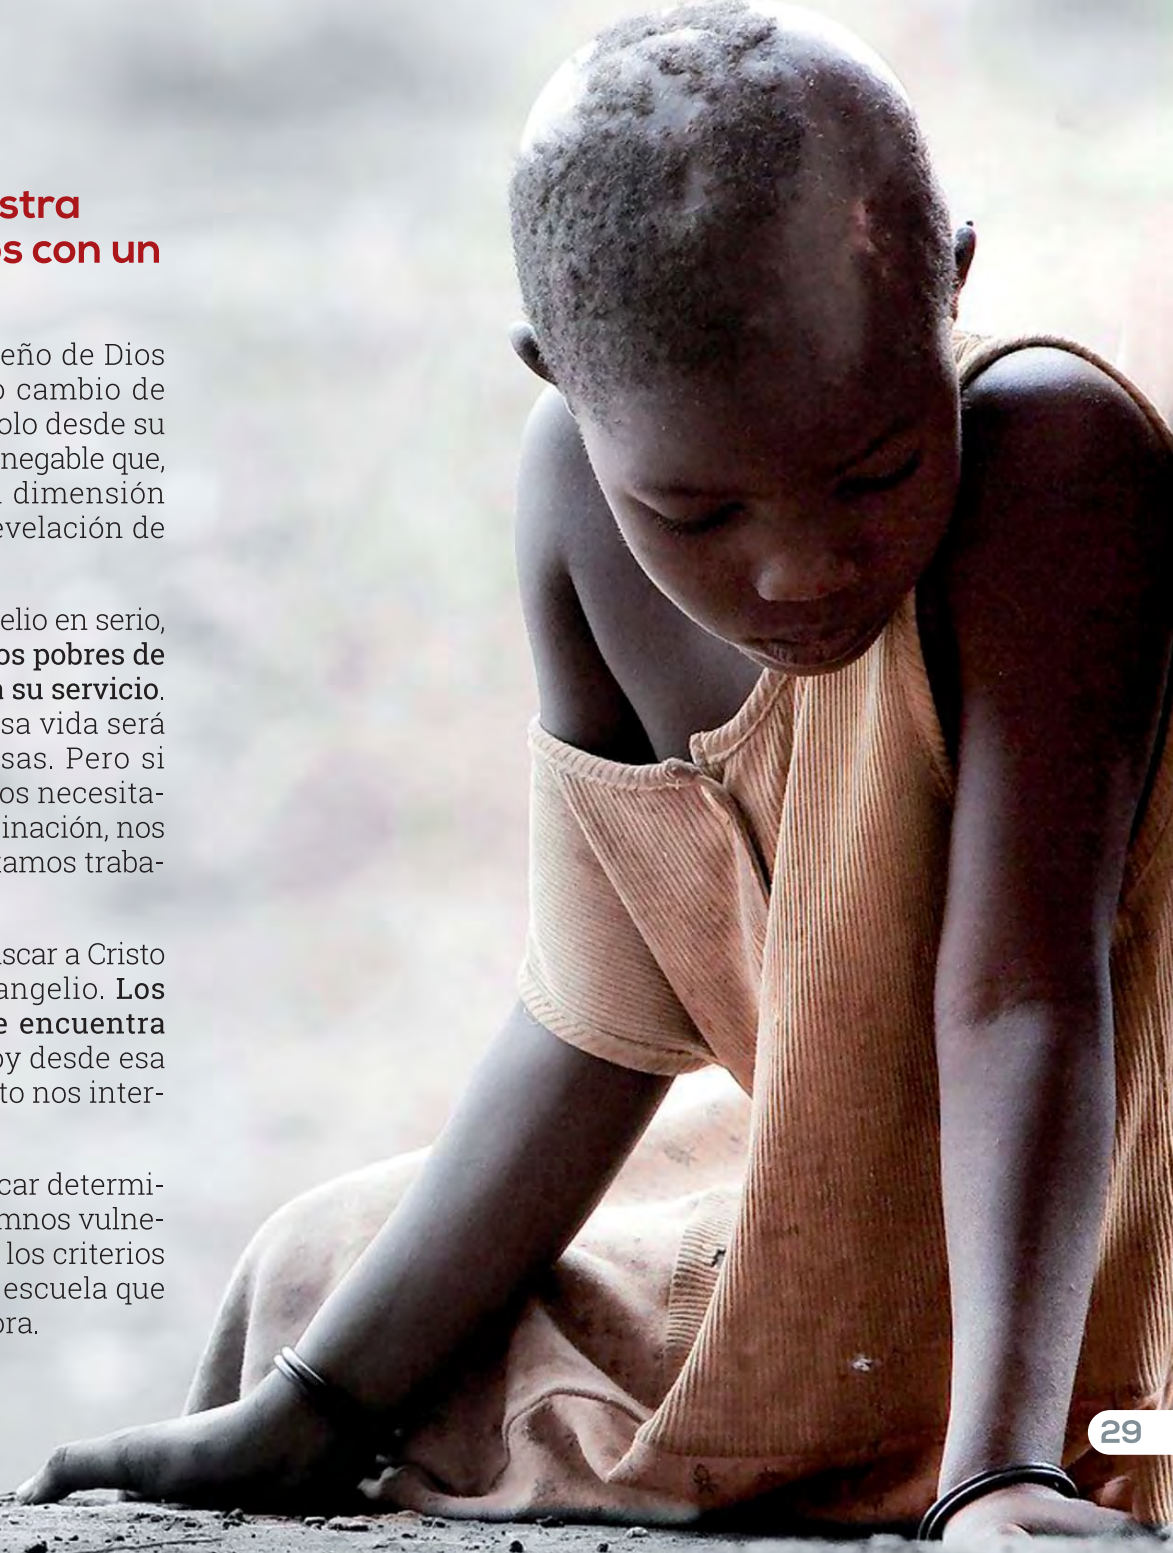 stra
s con un
eño de Dios
o cambio de
olo desde su
negable que,
dimensión
evelación de
elio en serio,
os pobres de
a su servicio.
sa vida será
sas. Pero si
os necesita-
inación, nos
tamos traba-
scar a Cristo
angelio. Los
e encuentra
oy desde esa
to nos inter-
car determi-
mnos vulne-
los criterios
escuela que
ora.
29